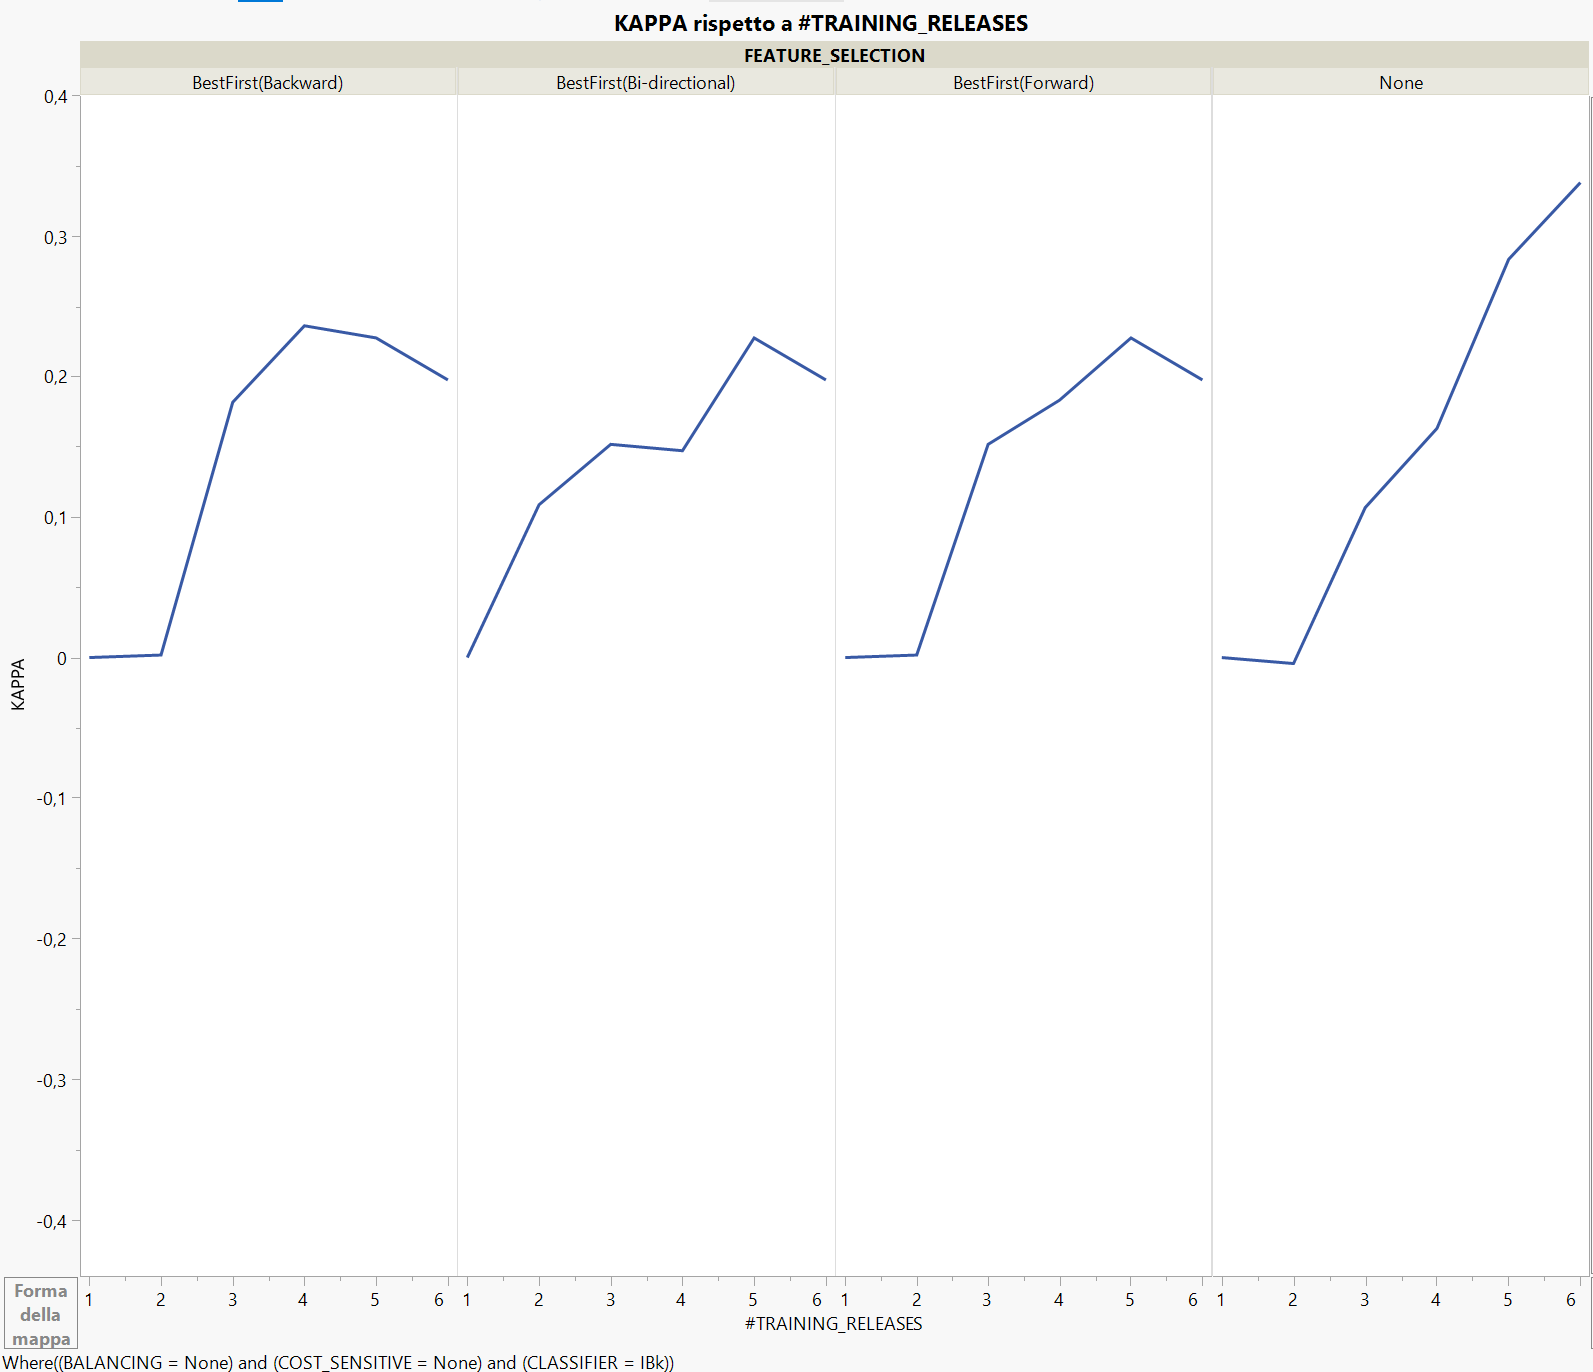 KAPPA rispetto a #TRAINING_RELEASES
FEATURE_SELECTION
BestFirst(Backward) BestFirst(Bi-directional) BestFirst(Forward) None
0,4
0,3
0,2
0,1
0
-0,1
-0,2
-0,3
-0,4
KAPPA
1 2 3 4 5 6 1 2 3 4 5 6 1 2 3 4 5 6 1 2 3 4 5 6
#TRAINING_RELEASES
Forma
della
mappa
Where((BALANCING = None) and (COST_SENSITIVE = None) and (CLASSIFIER = IBk))